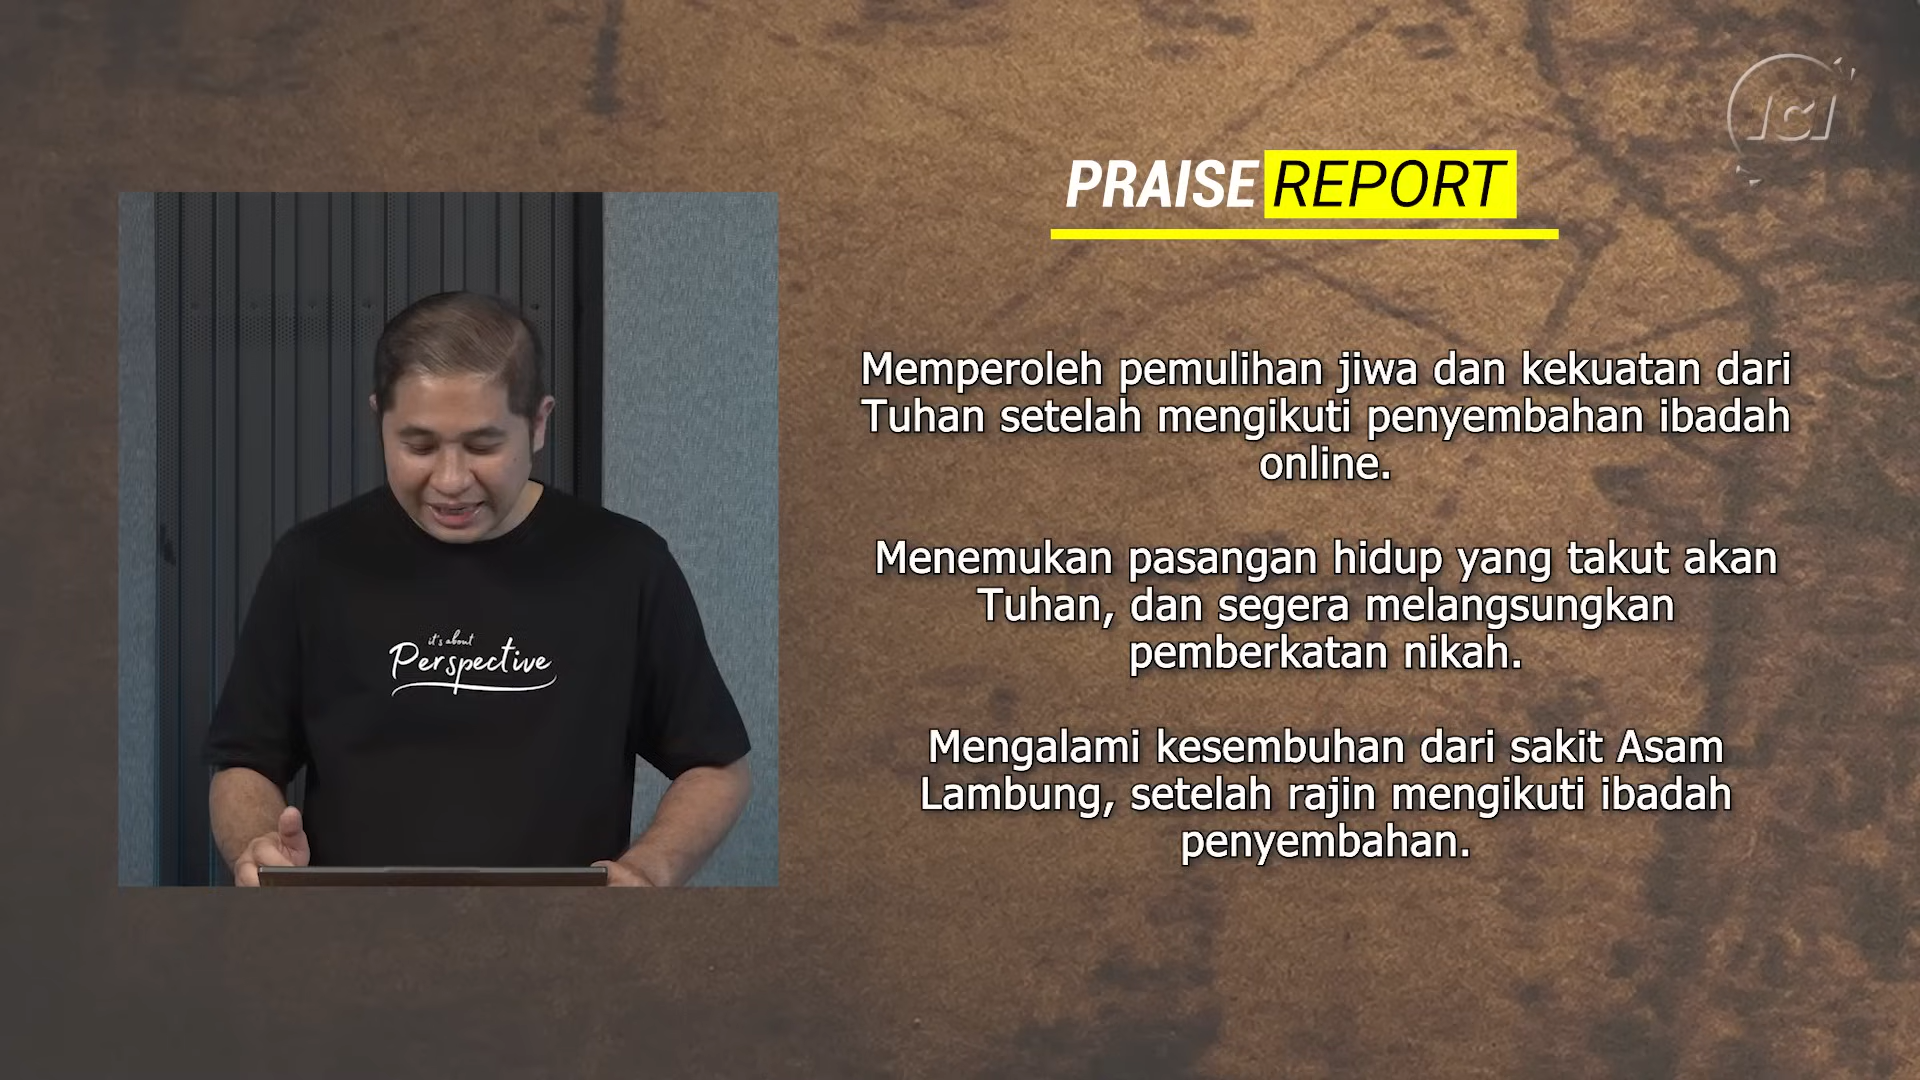 ICI
PRAISE REPORT
Memperoleh pemulihan jiwa dan kekuatan dari
Tuhan setelah mengikuti penyembahan ibadah
online.
Menemukan pasangan hidup yang takut akan
Tuhan, dan segera melangsungkan
pemberkatan nikah.
Mengalami kesembuhan dari sakit Asam
Lambung, setelah rajin mengikuti ibadah
penyembahan.
it's about
Perspective